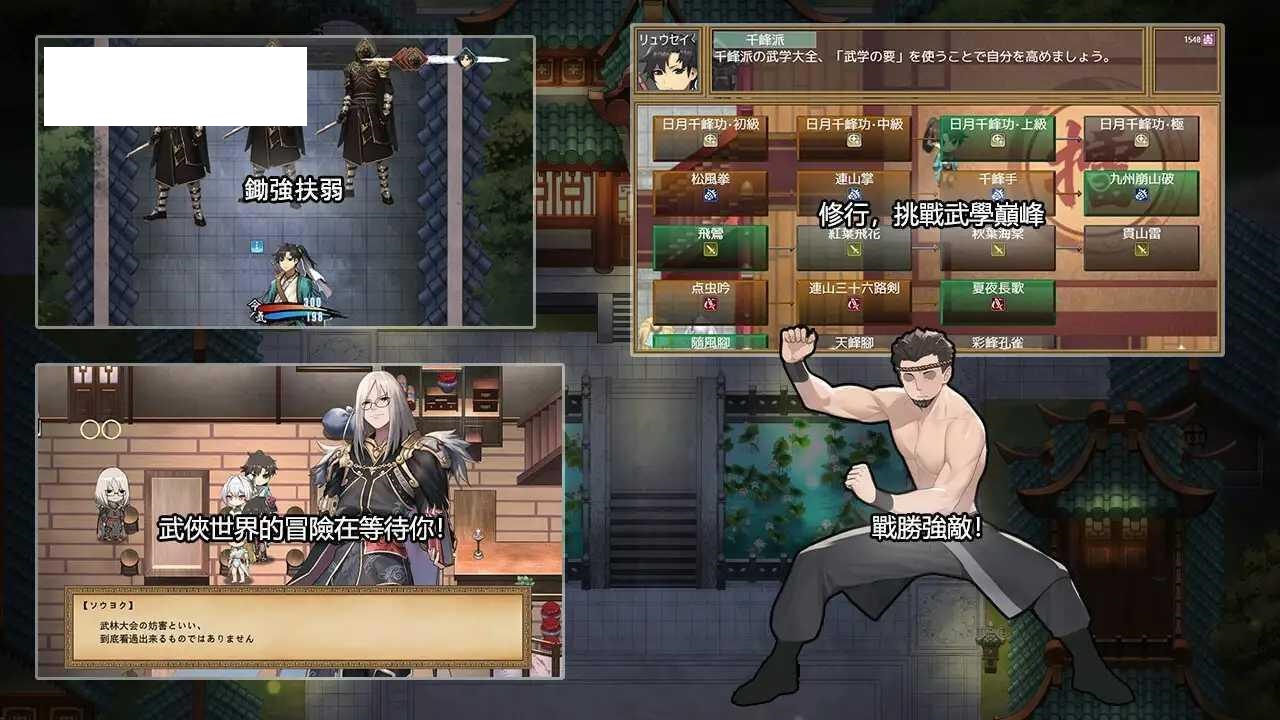 鋤強扶弱
200
198
リュウセイ
千峰派
千峰派の武学大全、「武学の要」を使うことで自分を高めましょう。
1548
日月千峰功·初級
日月千峰功·中級
日月千峰功·上級
日月千峰功·極
松風拳
連山掌
千峰手
九州崩山破
修行，挑戰武學巔峰
飛鶯
紅葉飛花
秋葉海棠
貫山雷
点虫吟
連山三十六路剣
夏夜長歌
随風脚
天峰脚
彩峰孔雀
武俠世界的冒險在等待你！
【ソウヨク】
武林大会の妨害といい、
到底看過出来るものではありません
戰勝強敵！